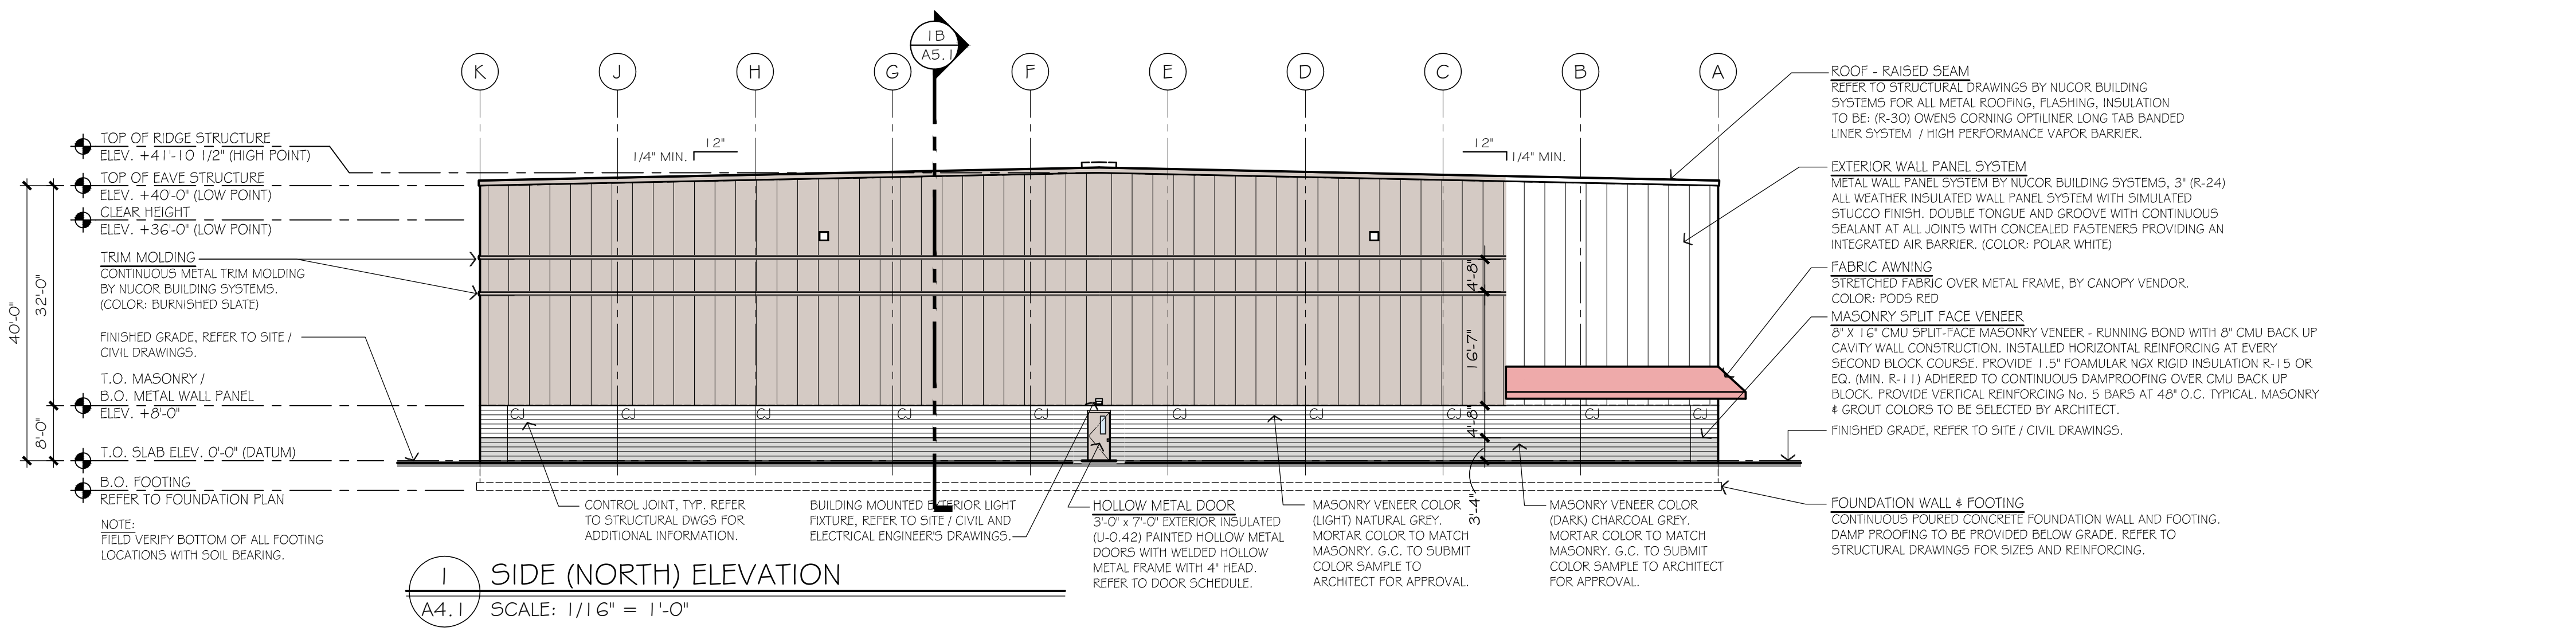 1B
A5.1
K
J
H
G
F
E
D
C
B
A
TOP OF RIDGE STRUCTURE
ELEV. +41'-10 1/2" (HIGH POINT)
TOP OF EAVE STRUCTURE
ELEV. +40'-0" (LOW POINT)
CLEAR HEIGHT
ELEV. +36'-0" (LOW POINT)
TRIM MOLDING
CONTINUOUS METAL TRIM MOLDING
BY NUCOR BUILDING SYSTEMS.
(COLOR: BURNISHED SLATE)
FINISHED GRADE, REFER TO SITE /
CIVIL DRAWINGS.
T.O. MASONRY /
B.O. METAL WALL PANEL
ELEV. +8'-0"
T.O. SLAB ELEV. 0'-0" (DATUM)
B.O. FOOTING
REFER TO FOUNDATION PLAN
NOTE:
FIELD VERIFY BOTTOM OF ALL FOOTING
LOCATIONS WITH SOIL BEARING.
40'-0"
32'-0"
8'-0"
12"
1/4" MIN.
12"
1/4" MIN.
4'-8"
16'-7"
4'-8"
3'-4"
CJ
CJ
CJ
CJ
CJ
CJ
CJ
CJ
CJ
CJ
ROOF - RAISED SEAM
REFER TO STRUCTURAL DRAWINGS BY NUCOR BUILDING
SYSTEMS FOR ALL METAL ROOFING, FLASHING, INSULATION
TO BE: (R-30) OWENS CORNING OPTILINER LONG TAB BANDED
LINER SYSTEM / HIGH PERFORMANCE VAPOR BARRIER.
EXTERIOR WALL PANEL SYSTEM
METAL WALL PANEL SYSTEM BY NUCOR BUILDING SYSTEMS, 3" (R-24)
ALL WEATHER INSULATED WALL PANEL SYSTEM WITH SIMULATED
STUCCO FINISH. DOUBLE TONGUE AND GROOVE WITH CONTINUOUS
SEALANT AT ALL JOINTS WITH CONCEALED FASTENERS PROVIDING AN
INTEGRATED AIR BARRIER. (COLOR: POLAR WHITE)
FABRIC AWNING
STRETCHED FABRIC OVER METAL FRAME, BY CANOPY VENDOR.
COLOR: PODS RED
MASONRY SPLIT FACE VENEER
8" X 16" CMU SPLIT-FACE MASONRY VENEER - RUNNING BOND WITH 8" CMU BACK UP
CAVITY WALL CONSTRUCTION. INSTALLED HORIZONTAL REINFORCING AT EVERY
SECOND BLOCK COURSE. PROVIDE 1.5" FOAMULAR NGX RIGID INSULATION R-15 OR
EQ. (MIN. R-11) ADHERED TO CONTINUOUS DAMPROOFING OVER CMU BACK UP
BLOCK. PROVIDE VERTICAL REINFORCING No. 5 BARS AT 48" O.C. TYPICAL. MASONRY
& GROUT COLORS TO BE SELECTED BY ARCHITECT.
FINISHED GRADE, REFER TO SITE / CIVIL DRAWINGS.
FOUNDATION WALL & FOOTING
CONTINUOUS POURED CONCRETE FOUNDATION WALL AND FOOTING.
DAMP PROOFING TO BE PROVIDED BELOW GRADE. REFER TO
STRUCTURAL DRAWINGS FOR SIZES AND REINFORCING.
CONTROL JOINT, TYP. REFER
TO STRUCTURAL DWGS FOR
ADDITIONAL INFORMATION.
BUILDING MOUNTED EXTERIOR LIGHT
FIXTURE, REFER TO SITE / CIVIL AND
ELECTRICAL ENGINEER'S DRAWINGS.
HOLLOW METAL DOOR
3'-0" x 7'-0" EXTERIOR INSULATED
(U-0.42) PAINTED HOLLOW METAL
DOORS WITH WELDED HOLLOW
METAL FRAME WITH 4" HEAD.
REFER TO DOOR SCHEDULE.
MASONRY VENEER COLOR
(LIGHT) NATURAL GREY.
MORTAR COLOR TO MATCH
MASONRY. G.C. TO SUBMIT
COLOR SAMPLE TO
ARCHITECT FOR APPROVAL.
MASONRY VENEER COLOR
(DARK) CHARCOAL GREY.
MORTAR COLOR TO MATCH
MASONRY. G.C. TO SUBMIT
COLOR SAMPLE TO ARCHITECT
FOR APPROVAL.
1
A4.1
SIDE (NORTH) ELEVATION
SCALE: 1/16" = 1'-0"